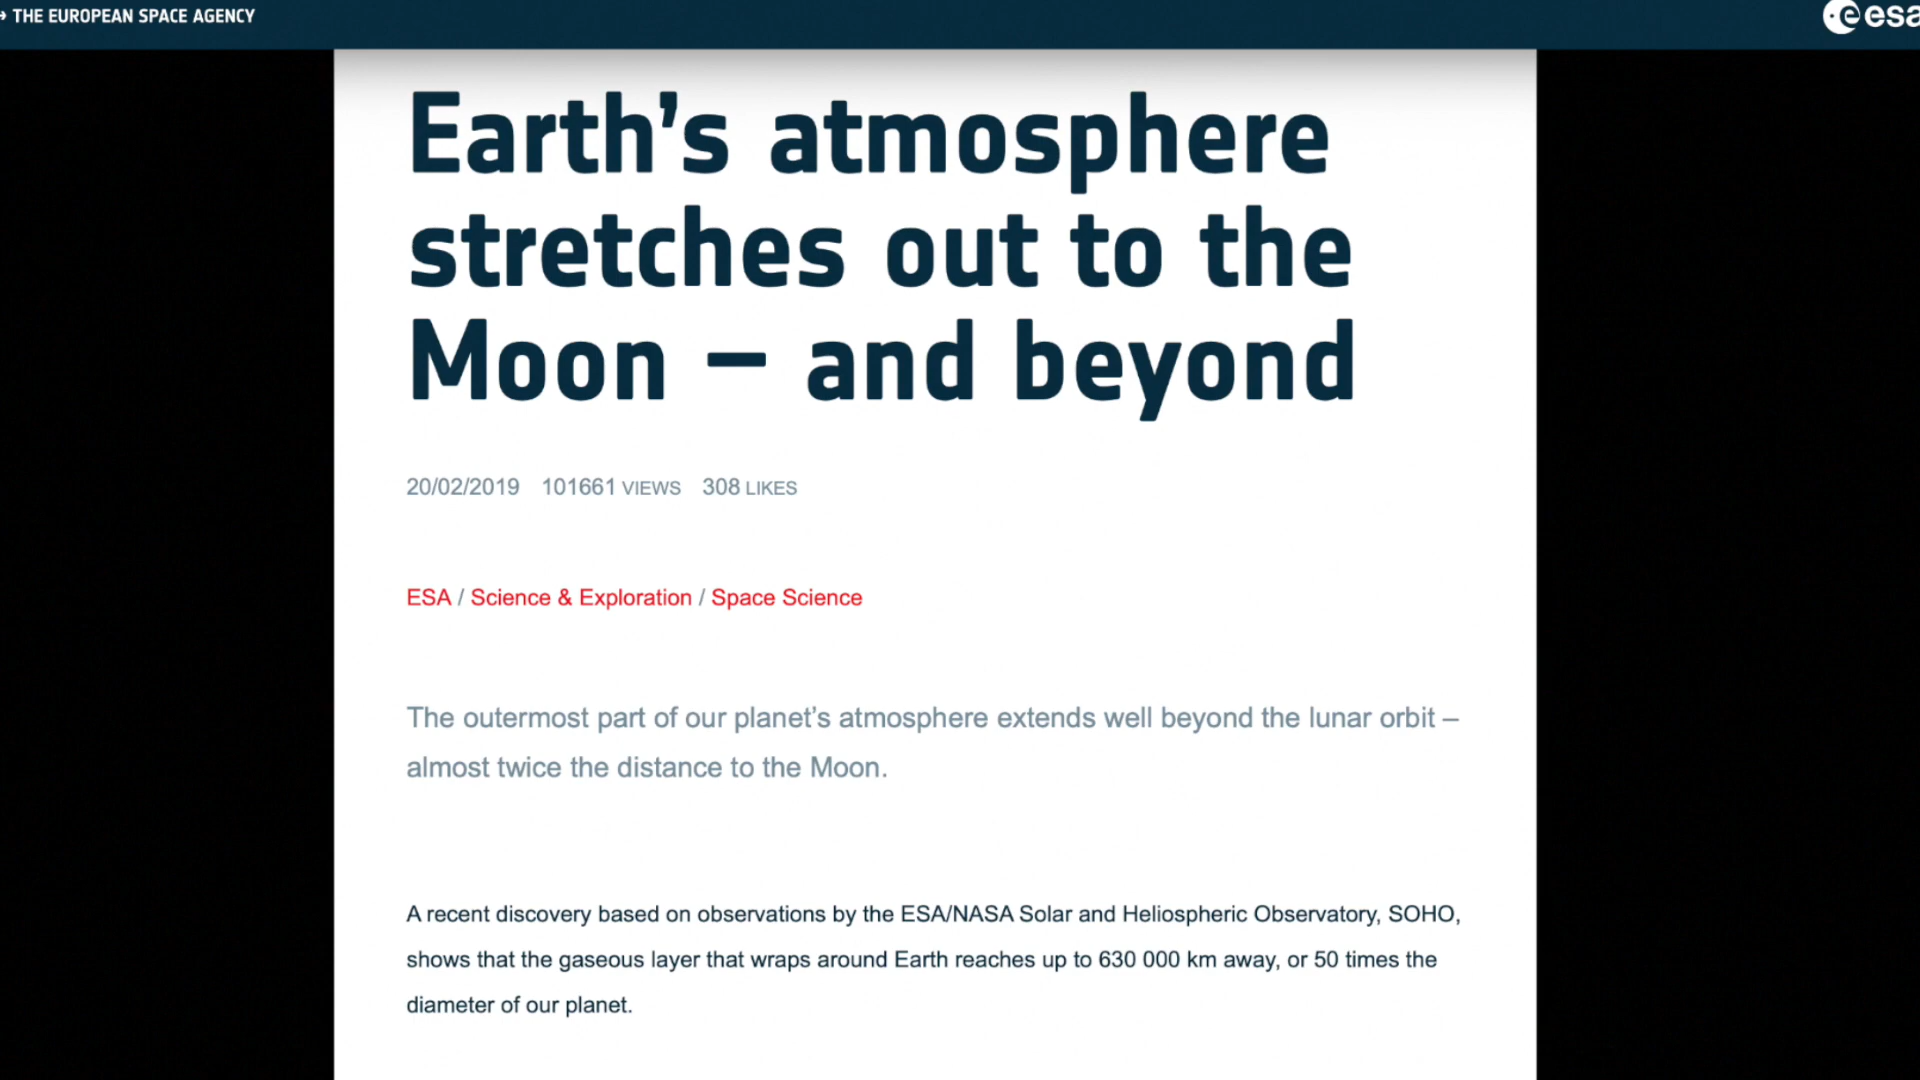 THE EUROPEAN SPACE AGENCY
esa
Earth’s atmosphere
stretches out to the
Moon – and beyond
20/02/2019 101661 VIEWS 308 LIKES
ESA / Science & Exploration / Space Science
The outermost part of our planet’s atmosphere extends well beyond the lunar orbit –
almost twice the distance to the Moon.
A recent discovery based on observations by the ESA/NASA Solar and Heliospheric Observatory, SOHO,
shows that the gaseous layer that wraps around Earth reaches up to 630 000 km away, or 50 times the
diameter of our planet.